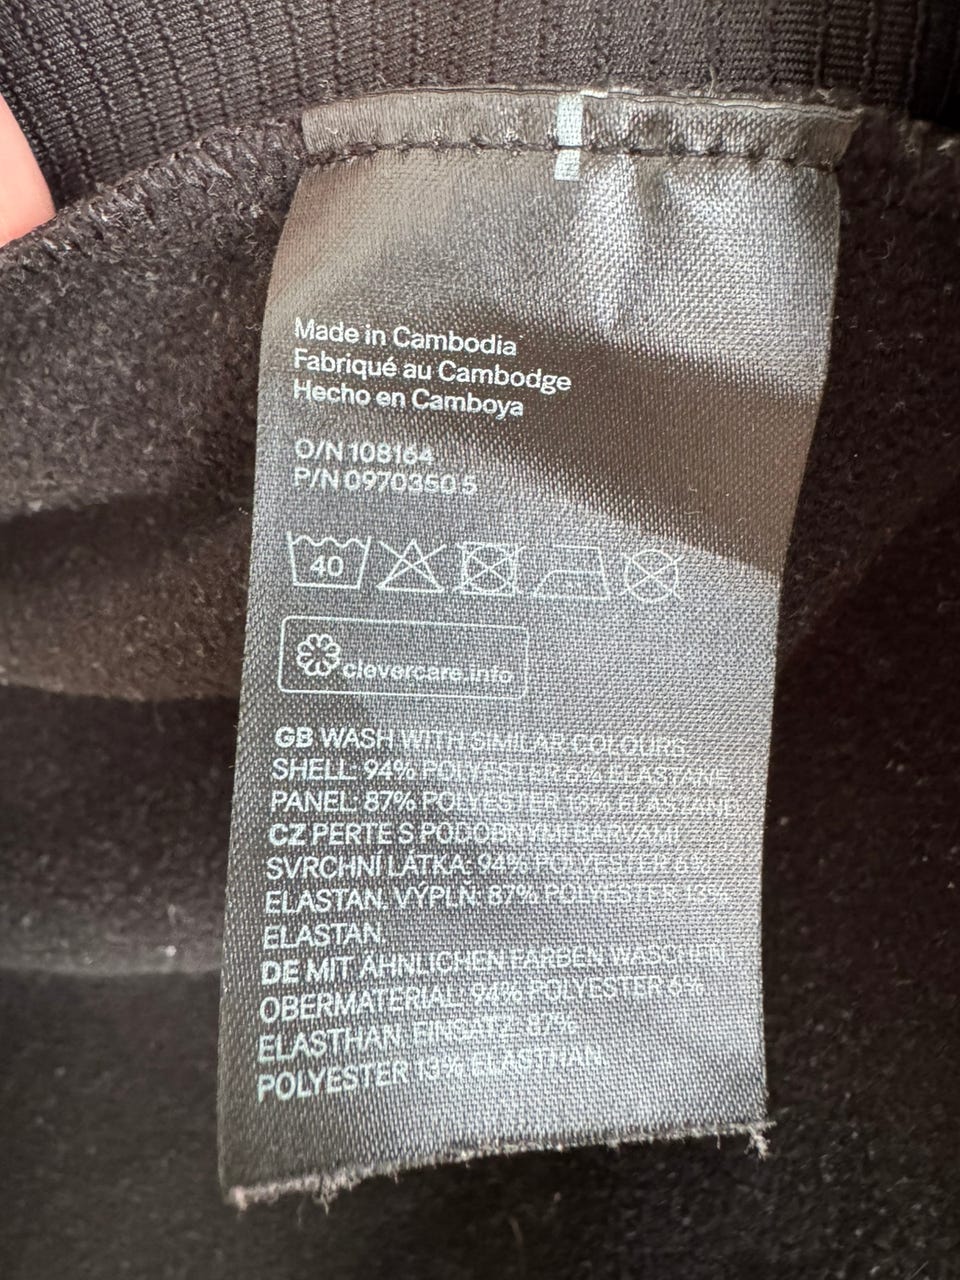 Made in Cambodia
Fabriqué au Cambodge
Hecho en Camboya
O/N 108164
P/N 0970350 5
40
clevercare.info
GB WASH WITH SIMILAR COLOURS
SHELL: 94% POLYESTER 6% ELASTANE
PANEL: 87% POLYESTER 13% ELASTANE
CZ PERTE S PODOBNÝMI BARVAMI
SVRCHNÍ LÁTKA: 94% POLYESTER 6%
ELASTAN. VÝPLŇ: 87% POLYESTER 13%
ELASTAN.
DE MIT ÄHNLICHEN FARBEN WASCHEN
OBERMATERIAL: 94% POLYESTER 6%
ELASTHAN. EINSATZ: 87%
POLYESTER 13% ELASTHAN.